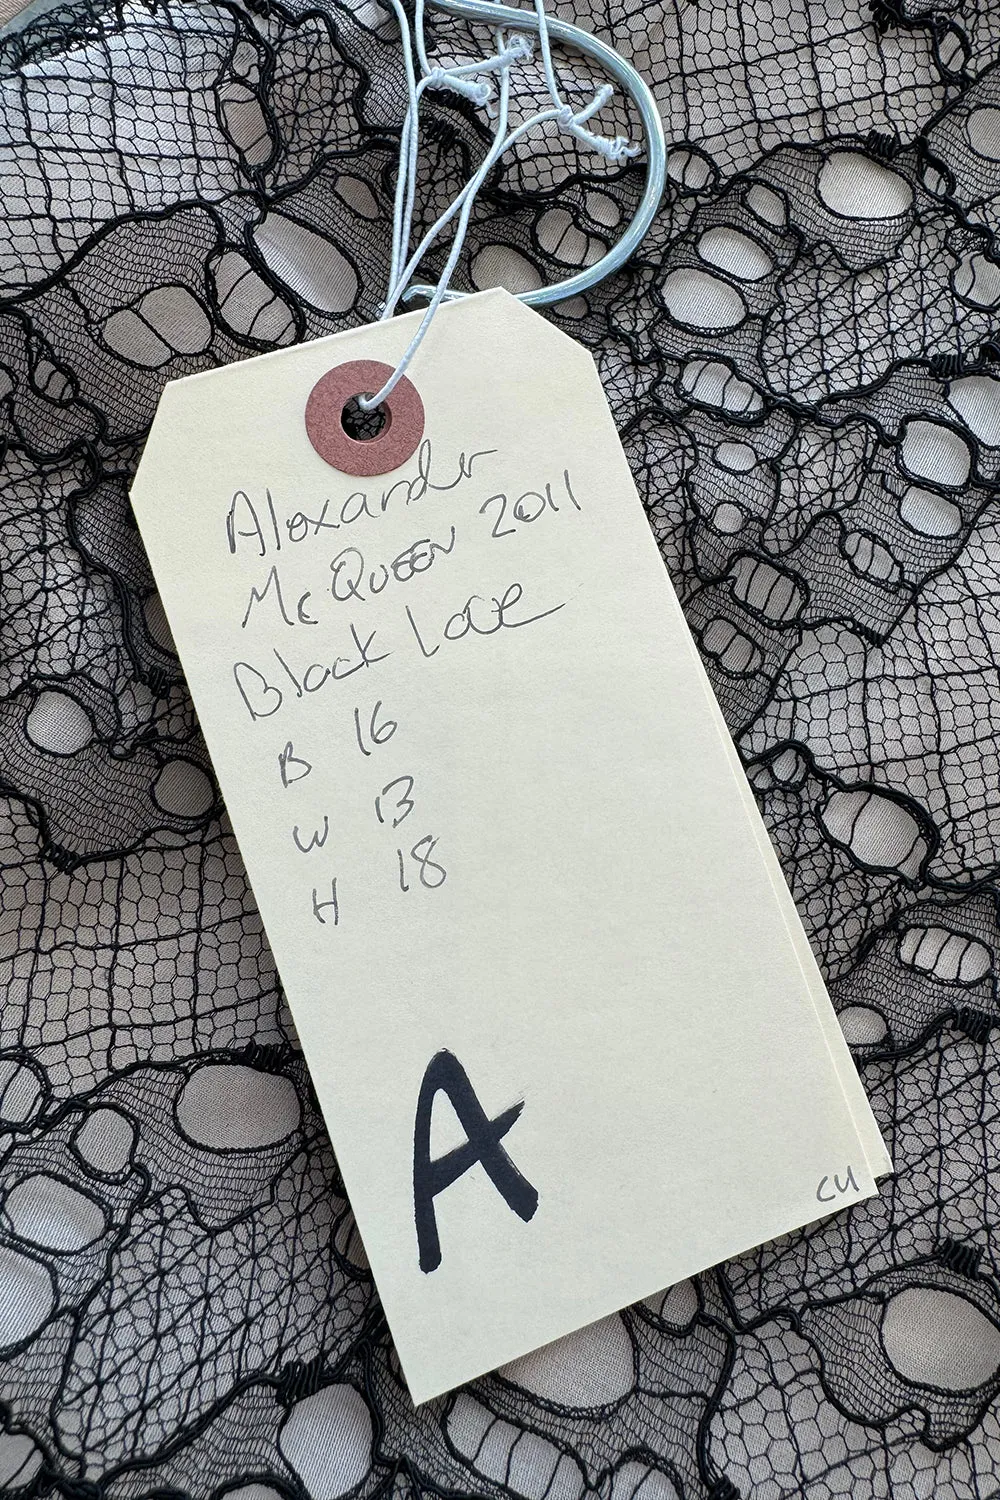 Alexander
McQueen 2011
Black Lace
B 16
W 13
H 18
A
CU